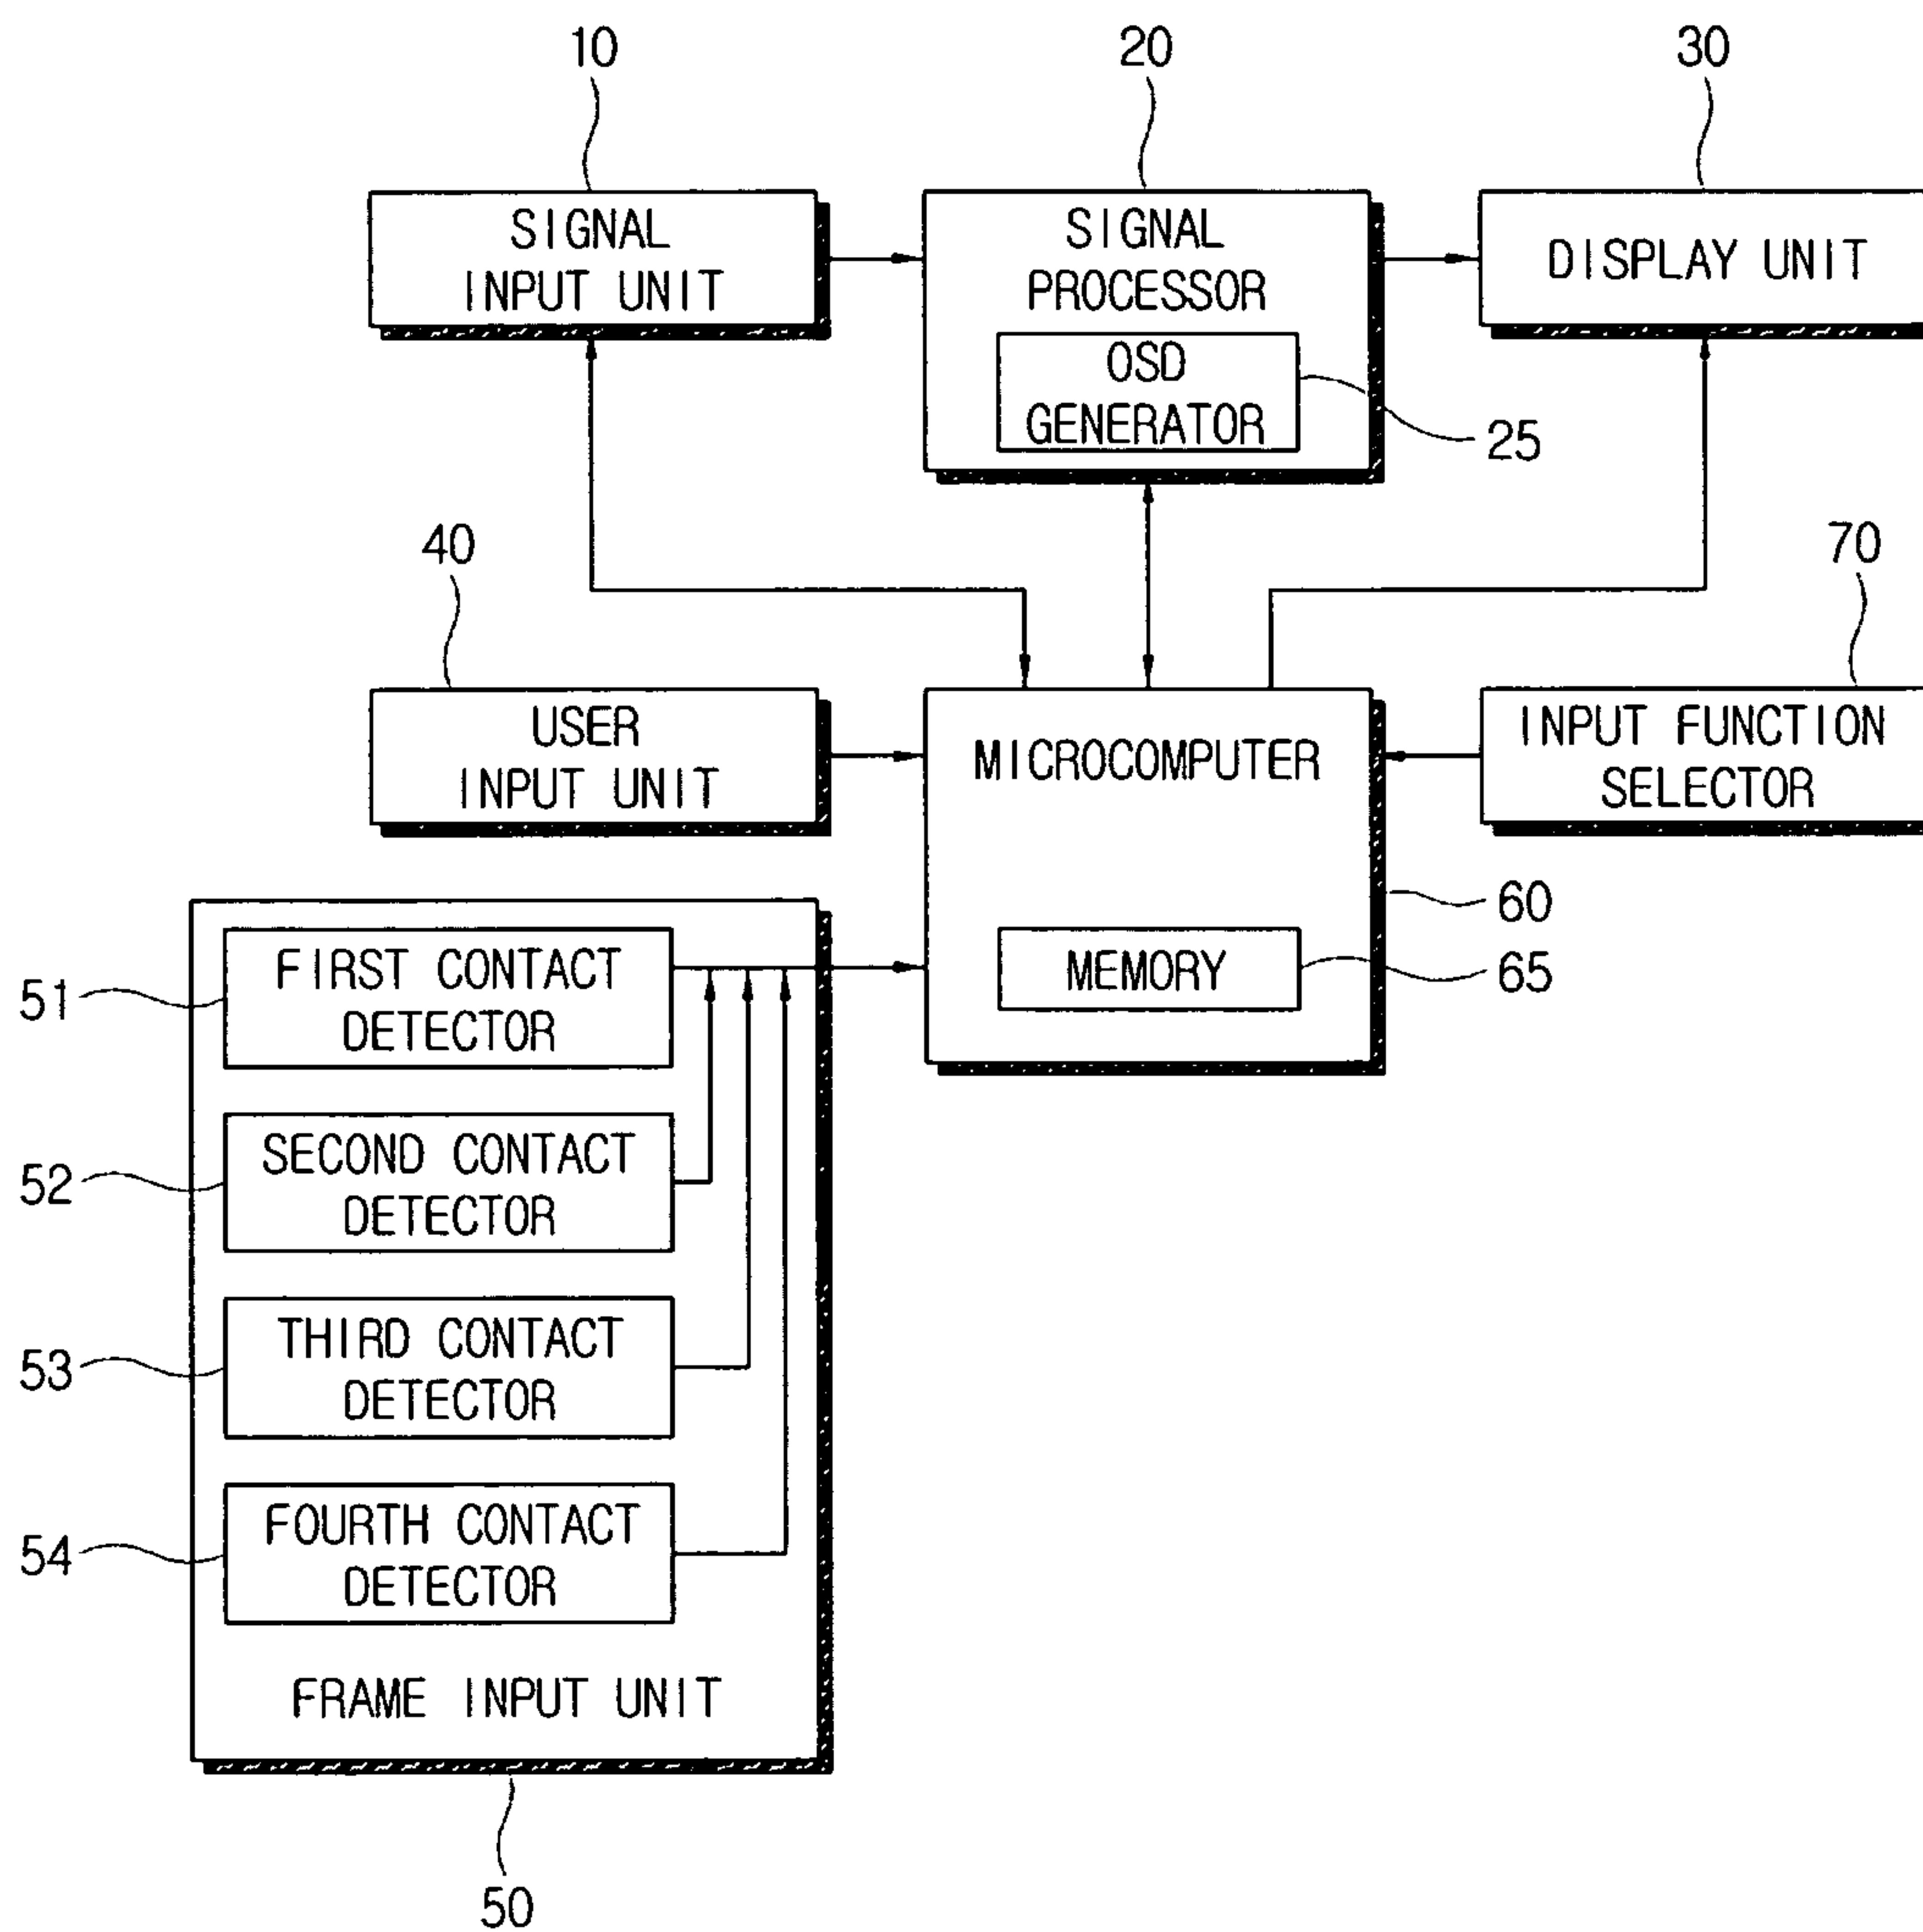 10
20
30
SIGNAL
INPUT UNIT
SIGNAL
PROCESSOR
OSD
GENERATOR
DISPLAY UNIT
25
40
70
USER
INPUT UNIT
MICROCOMPUTER
INPUT FUNCTION
SELECTOR
60
MEMORY
65
FIRST CONTACT
DETECTOR
51
SECOND CONTACT
DETECTOR
52
THIRD CONTACT
DETECTOR
53
FOURTH CONTACT
DETECTOR
54
FRAME INPUT UNIT
50